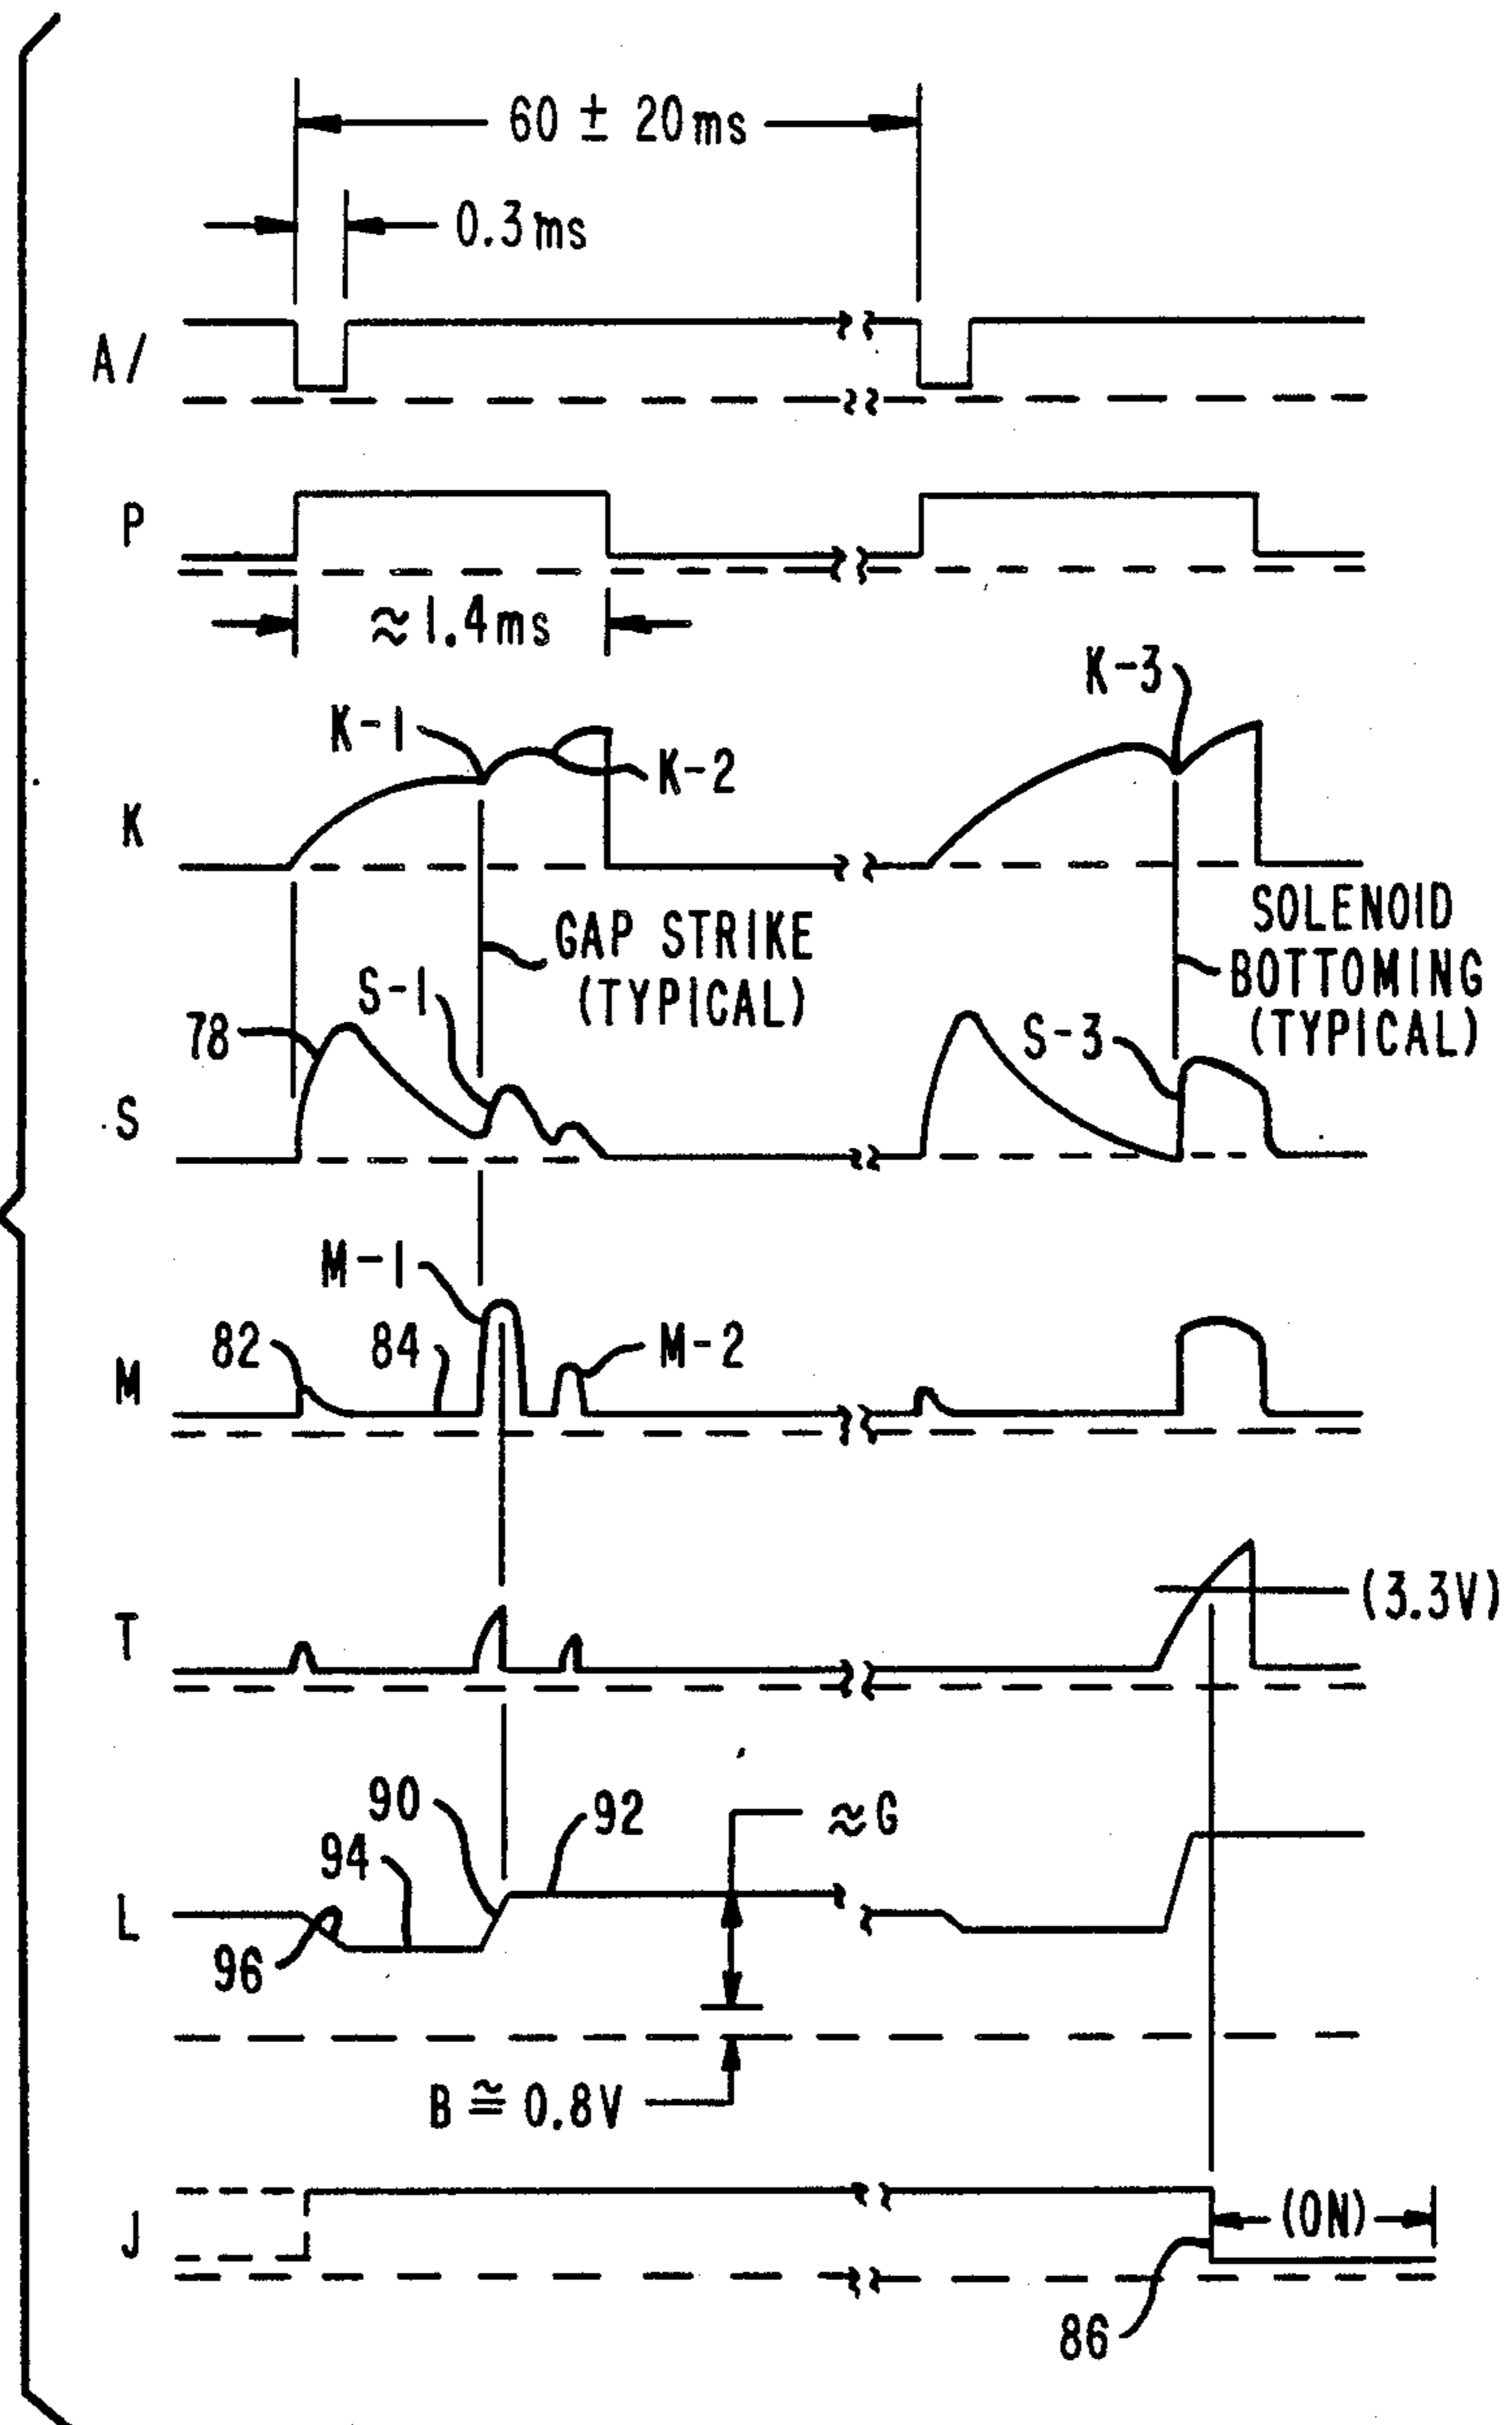 60 ± 20ms
0.3ms
A/
P
≈1.4ms
K-3
K-1
K-2
K
SOLENOID
BOTTOMING
(TYPICAL)
GAP STRIKE
(TYPICAL)
S-1
78
S-3
S
M-1
82
84
M-2
M
(3.3V)
T
90
92
≈G
94
L
96
B ≅ 0.8V
(ON)
J
86